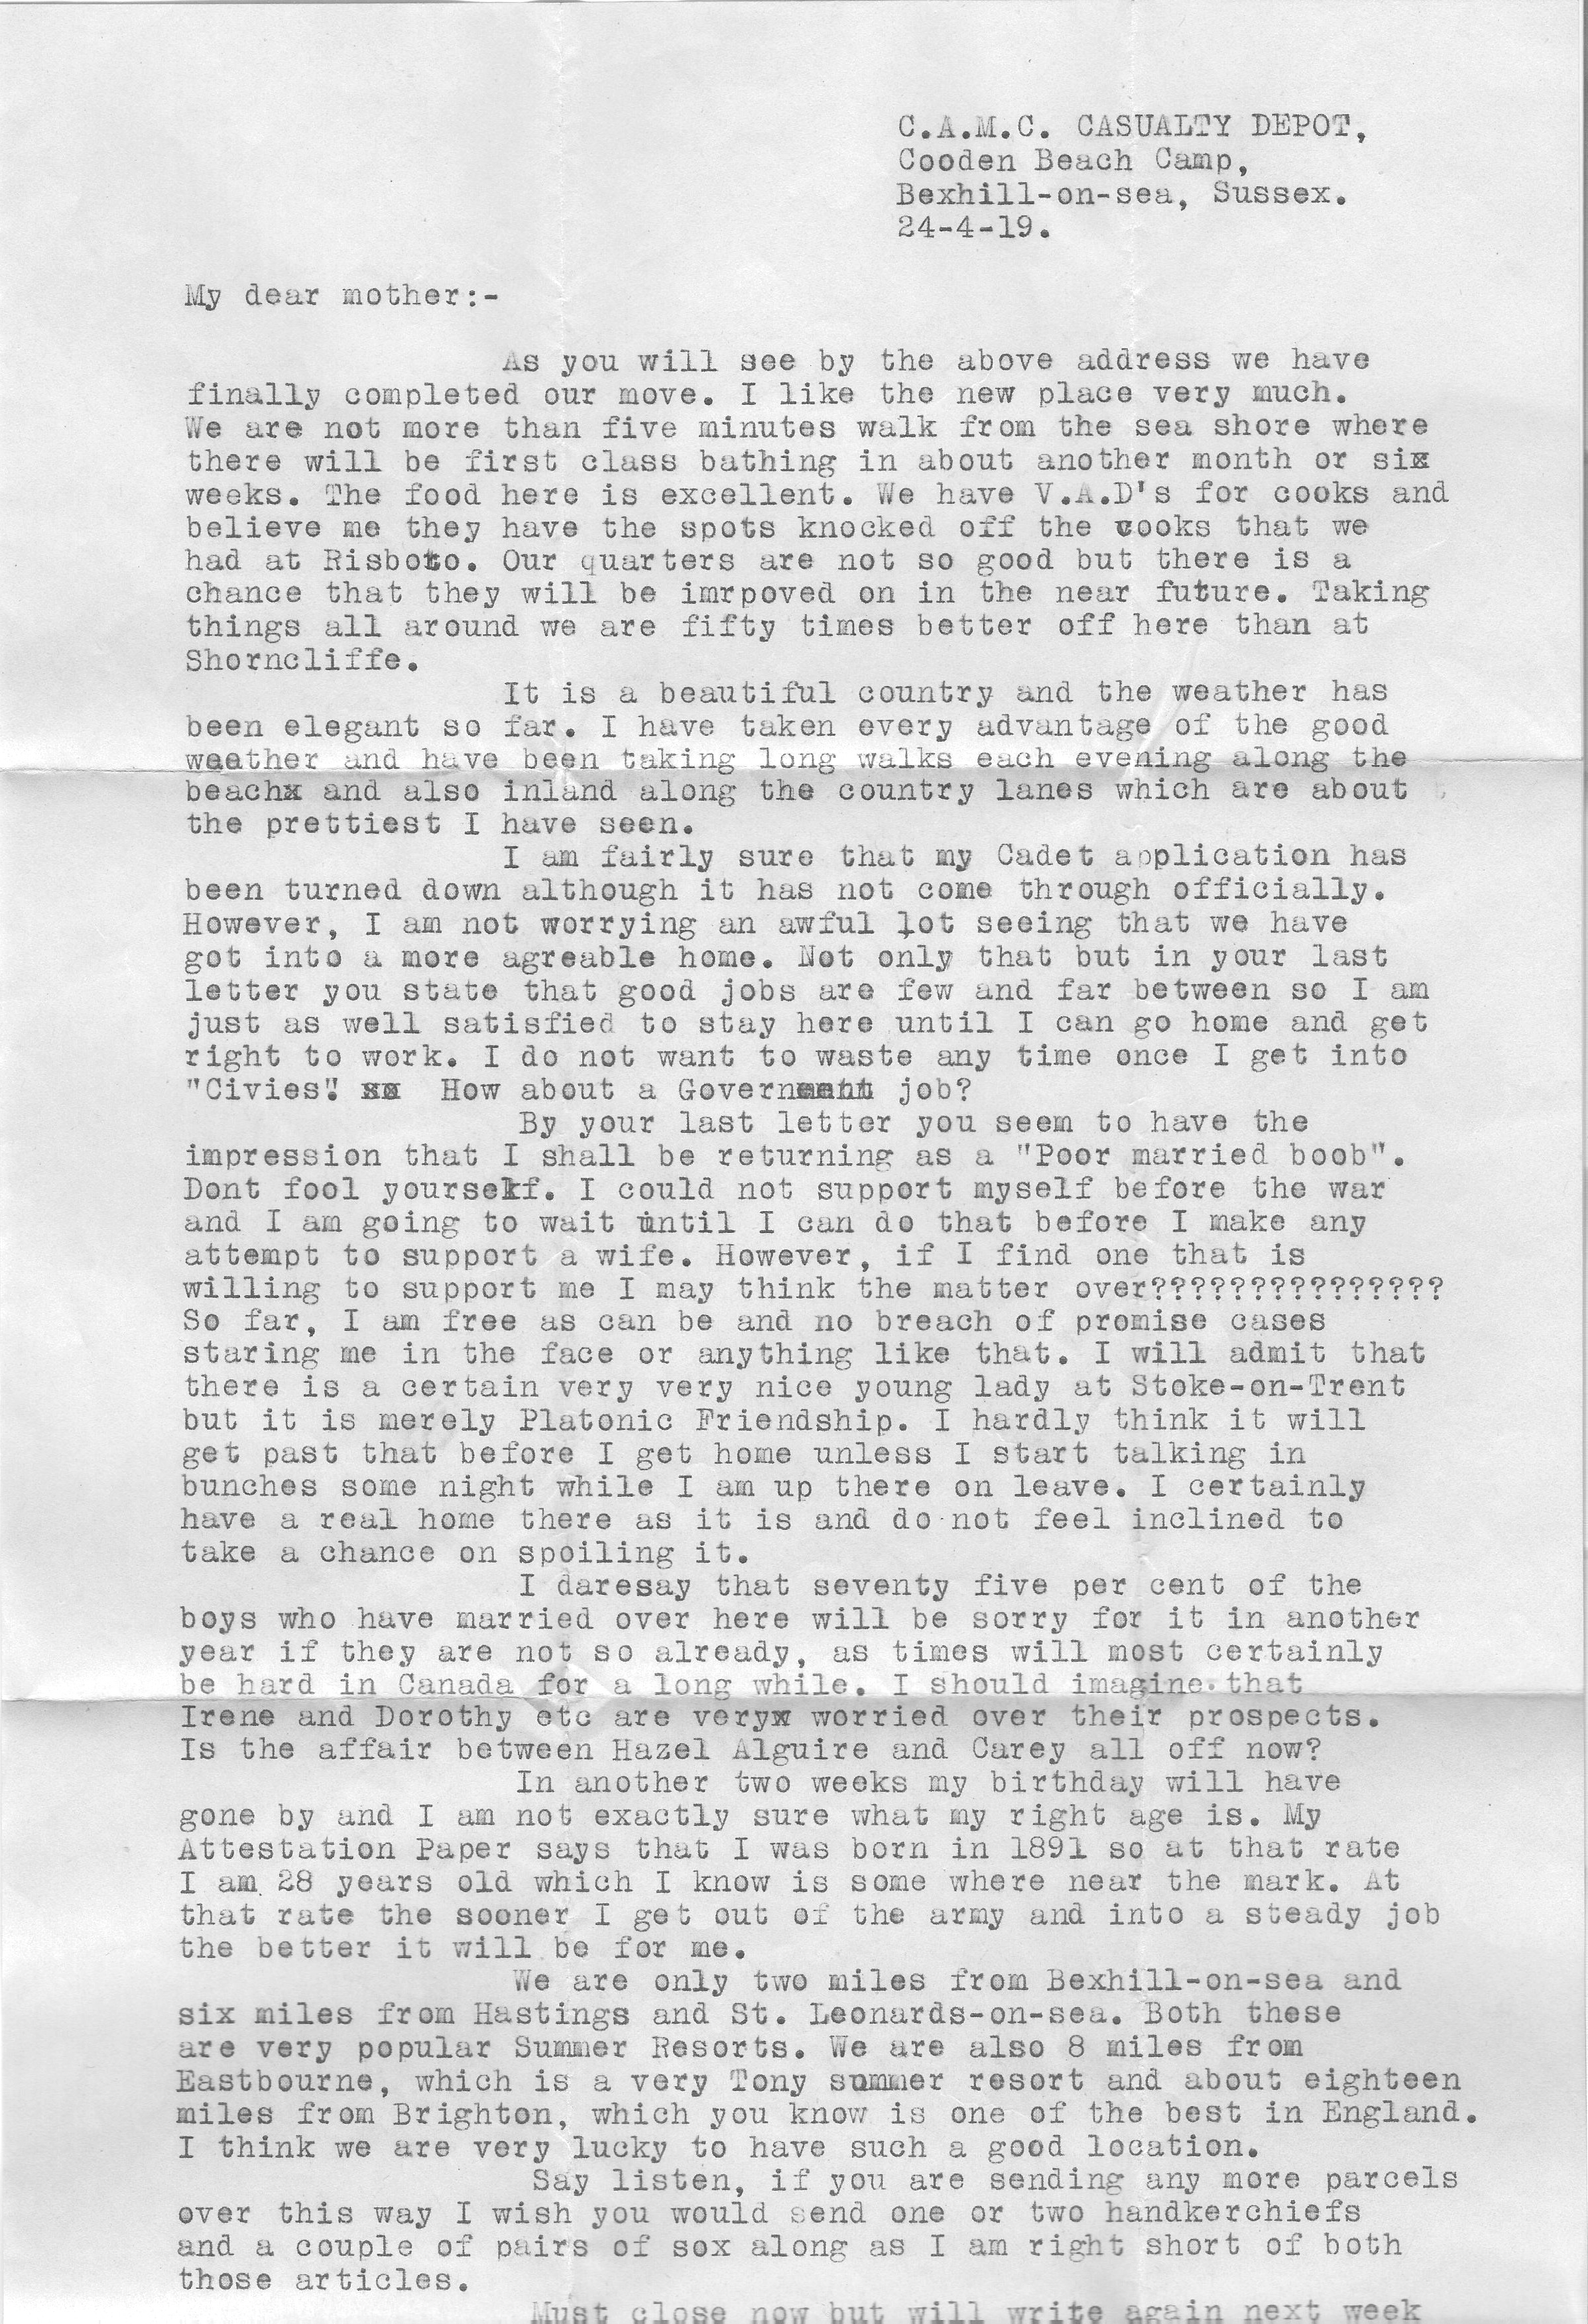 C.A.M.C. CASUALTY DEPOT,
Cooden Beach Camp,
Bexhill-on-sea, Sussex.
24-4-19.
My dear mother:-
As you will see by the above address we have
finally completed our move. I like the new place very much.
We are not more than five minutes walk from the sea shore where
there will be first class bathing in about another month or six
weeks. The food here is excellent. We have V.A.D's for cooks and
believe me they have the spots knocked off the cooks that we
had at Risboro. Our quarters are not so good but there is a
chance that they will be imrpoved on in the near future. Taking
things all around we are fifty times better off here than at
Shorncliffe.
It is a beautiful country and the weather has
been elegant so far. I have taken every advantage of the good
weather and have been taking long walks each evening along the
beachx and also inland along the country lanes which are about
the prettiest I have seen.
I am fairly sure that my Cadet application has
been turned down although it has not come through officially.
However, I am not worrying an awful lot seeing that we have
got into a more agreable home. Not only that but in your last
letter you state that good jobs are few and far between so I am
just as well satisfied to stay here until I can go home and get
right to work. I do not want to waste any time once I get into
"Civies". xx How about a Government job?
By your last letter you seem to have the
impression that I shall be returning as a "Poor married boob".
Dont fool yourself. I could not support myself before the war
and I am going to wait until I can do that before I make any
attempt to support a wife. However, if I find one that is
willing to support me I may think the matter over???????????????
So far, I am free as can be and no breach of promise cases
staring me in the face or anything like that. I will admit that
there is a certain very very nice young lady at Stoke-on-Trent
but it is merely Platonic Friendship. I hardly think it will
get past that before I get home unless I start talking in
bunches some night while I am up there on leave. I certainly
have a real home there as it is and do not feel inclined to
take a chance on spoiling it.
I daresay that seventy five per cent of the
boys who have married over here will be sorry for it in another
year if they are not so already, as times will most certainly
be hard in Canada for a long while. I should imagine that
Irene and Dorothy etc are veryx worried over their prospects.
Is the affair between Hazel Alguire and Carey all off now?
In another two weeks my birthday will have
gone by and I am not exactly sure what my right age is. My
Attestation Paper says that I was born in 1891 so at that rate
I am 28 years old which I know is some where near the mark. At
that rate the sooner I get out of the army and into a steady job
the better it will be for me.
We are only two miles from Bexhill-on-sea and
six miles from Hastings and St. Leonards-on-sea. Both these
are very popular Summer Resorts. We are also 8 miles from
Eastbourne, which is a very Tony summer resort and about eighteen
miles from Brighton, which you know is one of the best in England.
I think we are very lucky to have such a good location.
Say listen, if you are sending any more parcels
over this way I wish you would send one or two handkerchiefs
and a couple of pairs of sox along as I am right short of both
those articles.
Must close now but will write again next week